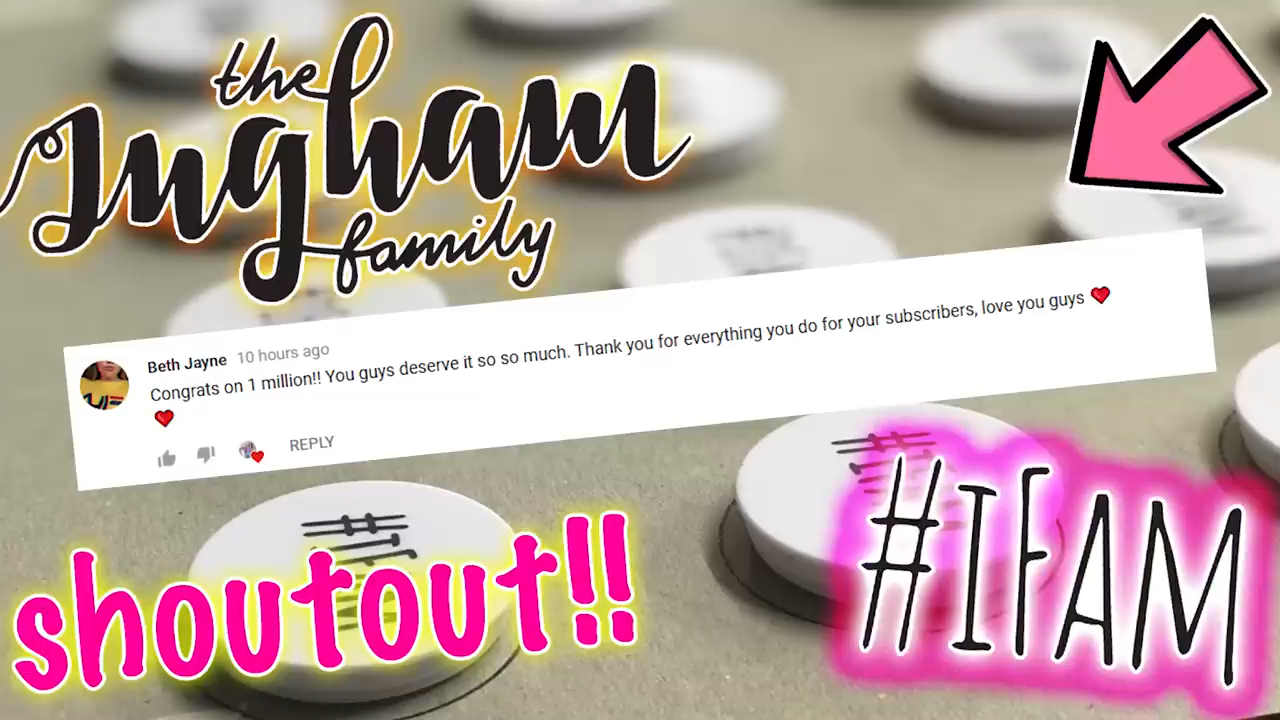 the
Ingham
family
Beth Jayne 10 hours ago
Congrats on 1 million!! You guys deserve it so so much. Thank you for everything you do for your subscribers, love you guys ❤
❤
REPLY
shoutout!!
#IFAM